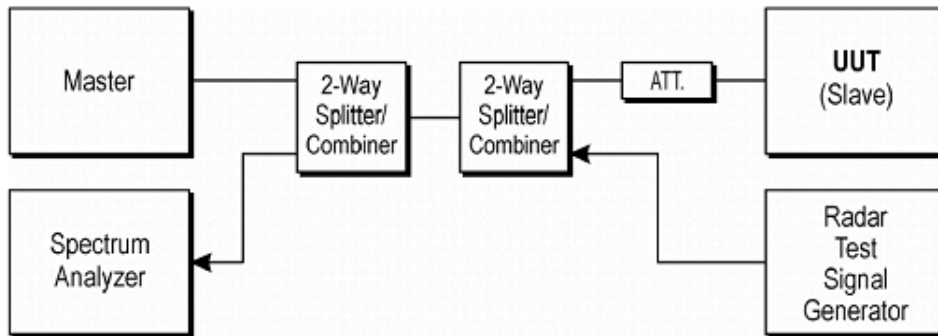 Master
2-Way
Splitter/
Combiner
2-Way
Splitter/
Combiner
ATT.
UUT
(Slave)
Spectrum
Analyzer
Radar
Test
Signal
Generator